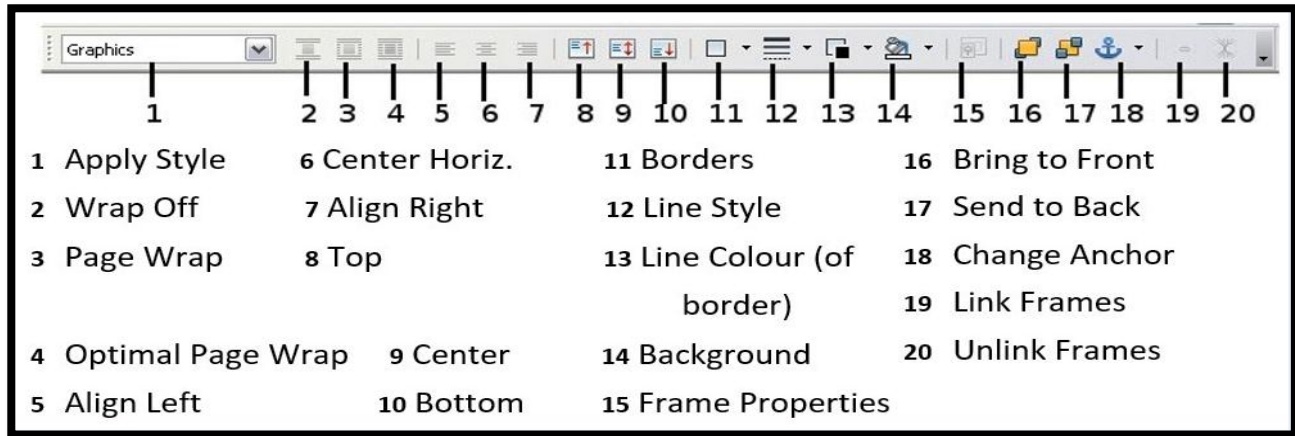 Graphics
1 2 3 4 5 6 7 8 9 10 11 12 13 14 15 16 17 18 19 20
1 Apply Style 6 Center Horiz. 11 Borders 16 Bring to Front
2 Wrap Off 7 Align Right 12 Line Style 17 Send to Back
3 Page Wrap 8 Top 13 Line Colour (of 18 Change Anchor
border) 19 Link Frames
4 Optimal Page Wrap 9 Center 14 Background 20 Unlink Frames
5 Align Left 10 Bottom 15 Frame Properties